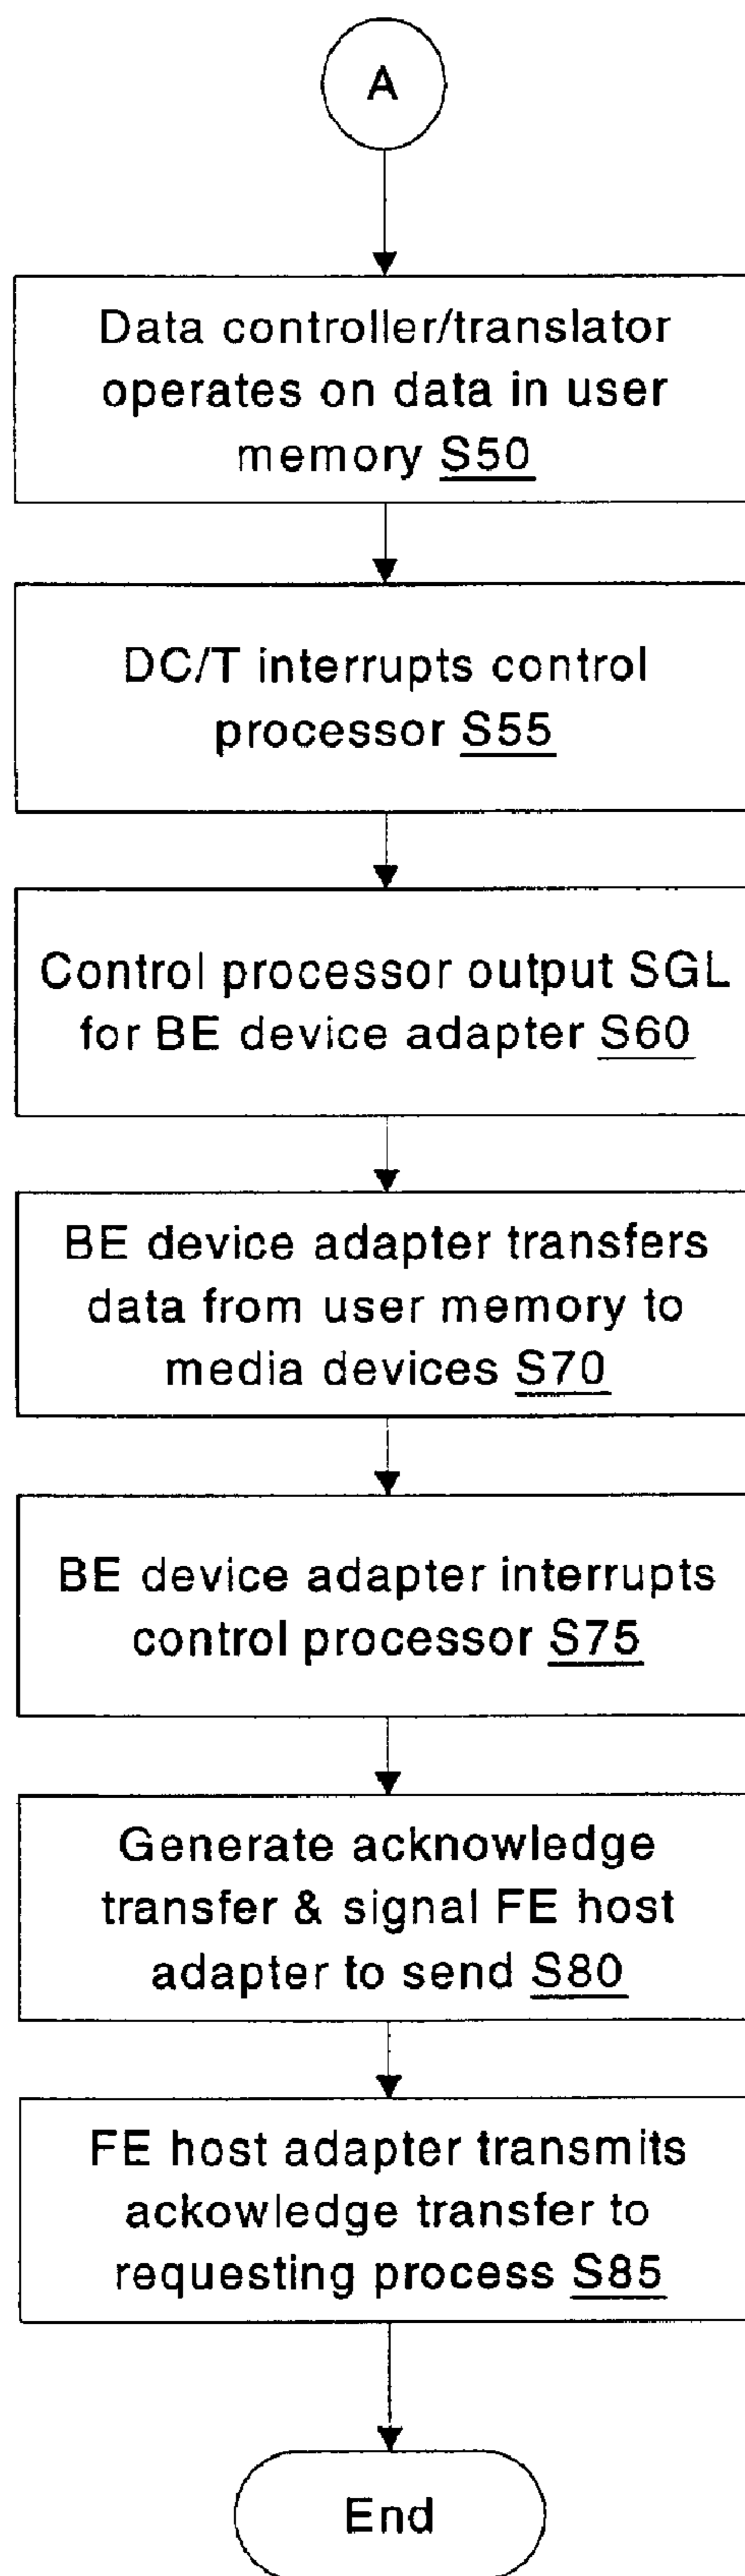 A
Data controller/translator
operates on data in user
memory S50
DC/T interrupts control
processor S55
Control processor output SGL
for BE device adapter S60
BE device adapter transfers
data from user memory to
media devices S70
BE device adapter interrupts
control processor S75
Generate acknowledge
transfer & signal FE host
adapter to send S80
FE host adapter transmits
ackowledge transfer to
requesting process S85
End